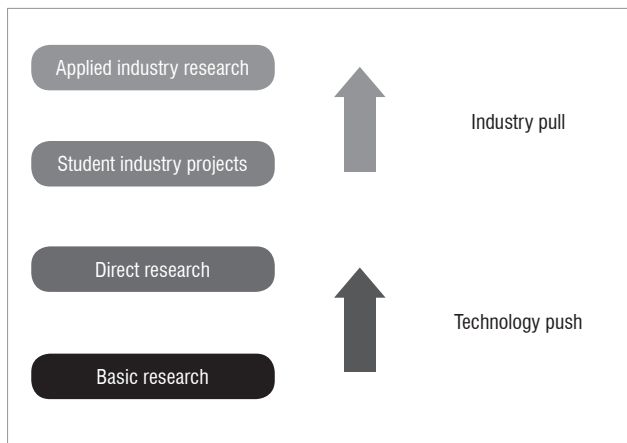 Applied industry research
Industry pull
Student industry projects
Direct research
Technology push
Basic research